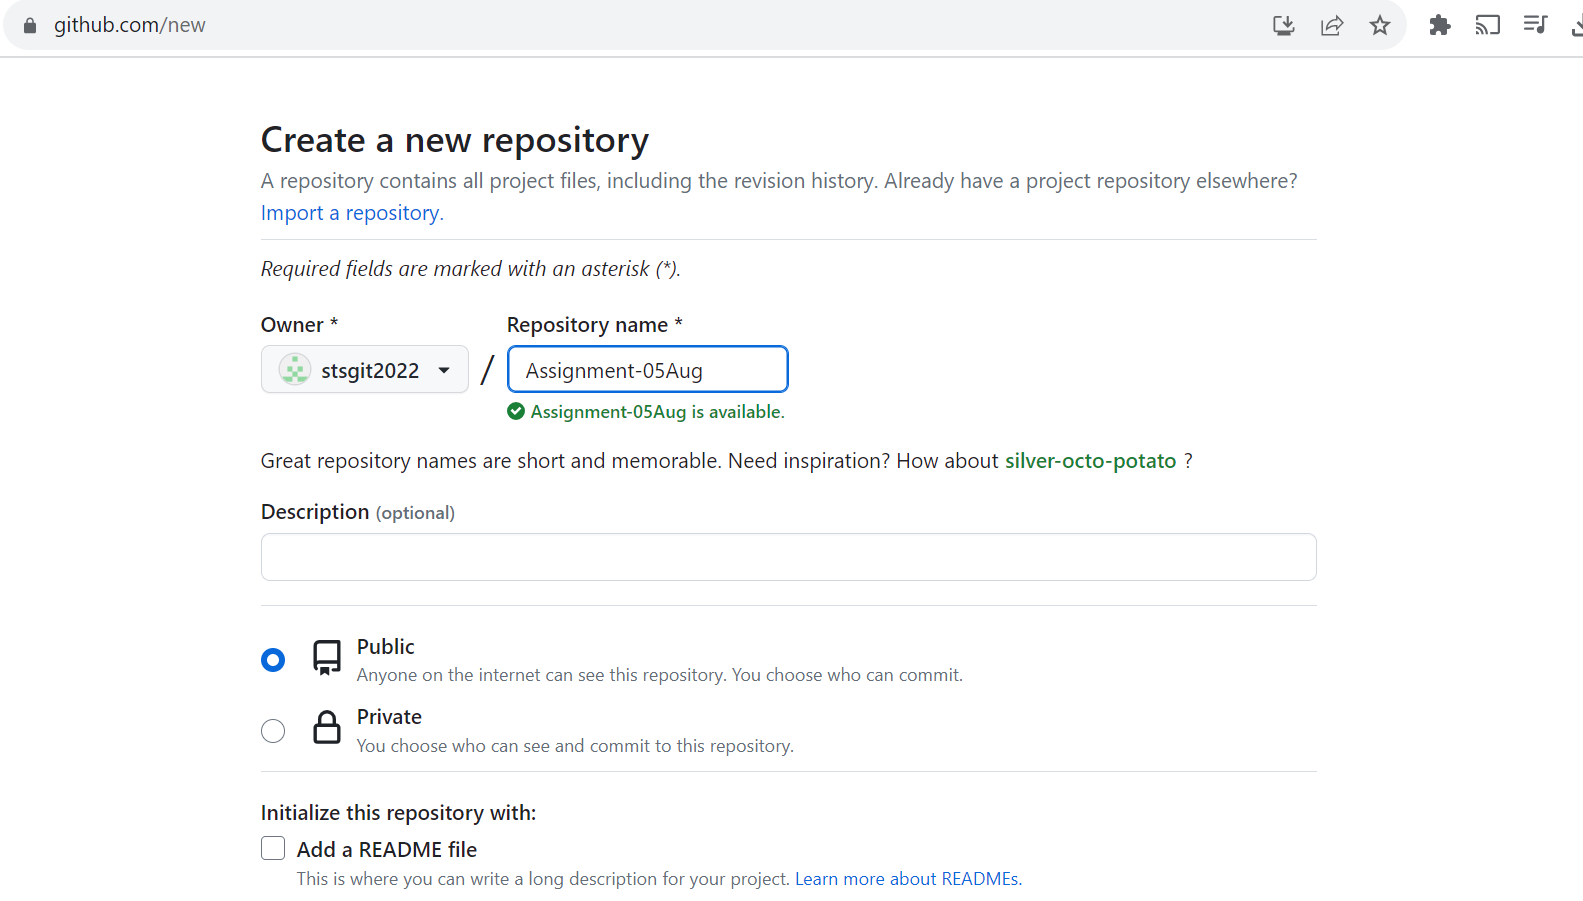 github.com/new
Create a new repository
A repository contains all project files, including the revision history. Already have a project repository elsewhere?
Import a repository.
Required fields are marked with an asterisk (*).
Owner * Repository name *
stsgit2022 / Assignment-05Aug
Assignment-05Aug is available.
Great repository names are short and memorable. Need inspiration? How about silver-octo-potato ?
Description (optional)
Public
Anyone on the internet can see this repository. You choose who can commit.
Private
You choose who can see and commit to this repository.
Initialize this repository with:
Add a README file
This is where you can write a long description for your project. Learn more about READMEs.